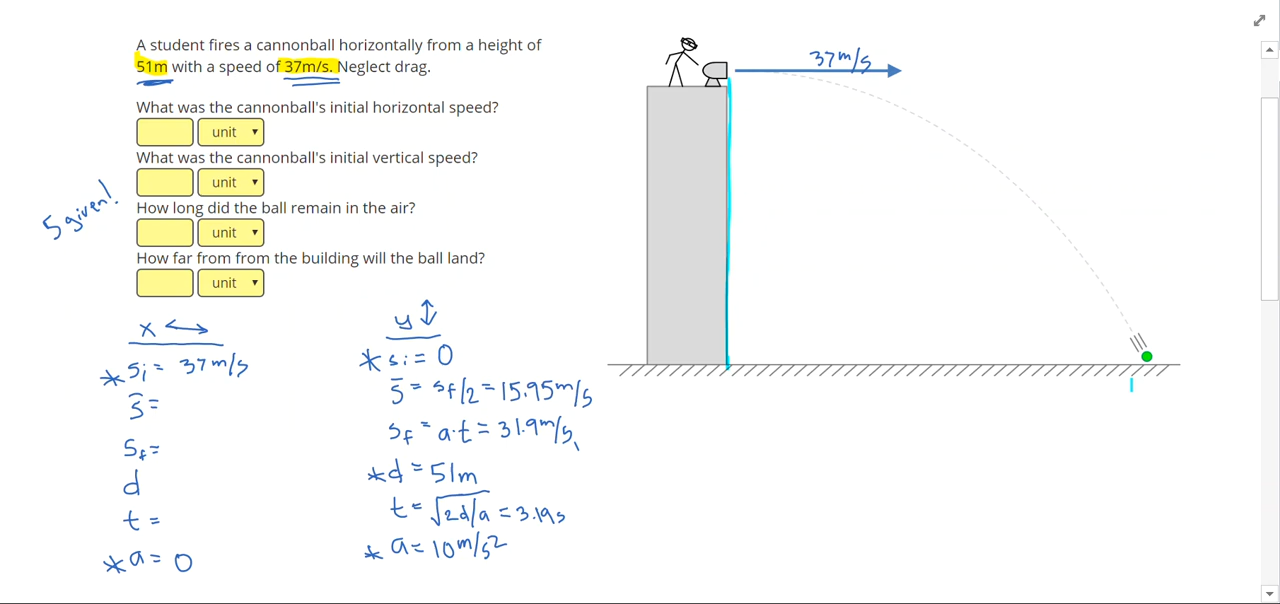 A student fires a cannonball horizontally from a height of
51m with a speed of 37m/s. Neglect drag.
What was the cannonball's initial horizontal speed?
unit
What was the cannonball's initial vertical speed?
unit
How long did the ball remain in the air?
unit
How far from from the building will the ball land?
unit
5 given!
37m/s
x ↔
* si = 37m/s
s̄ =
sf =
d
t =
* a = 0
y ↕
* si = 0
s̄ = sf/2 = 15.95m/s
sf = a·t = 31.9m/s
* d = 51m
t = √2d/a = 3.19s
* a = 10m/s²